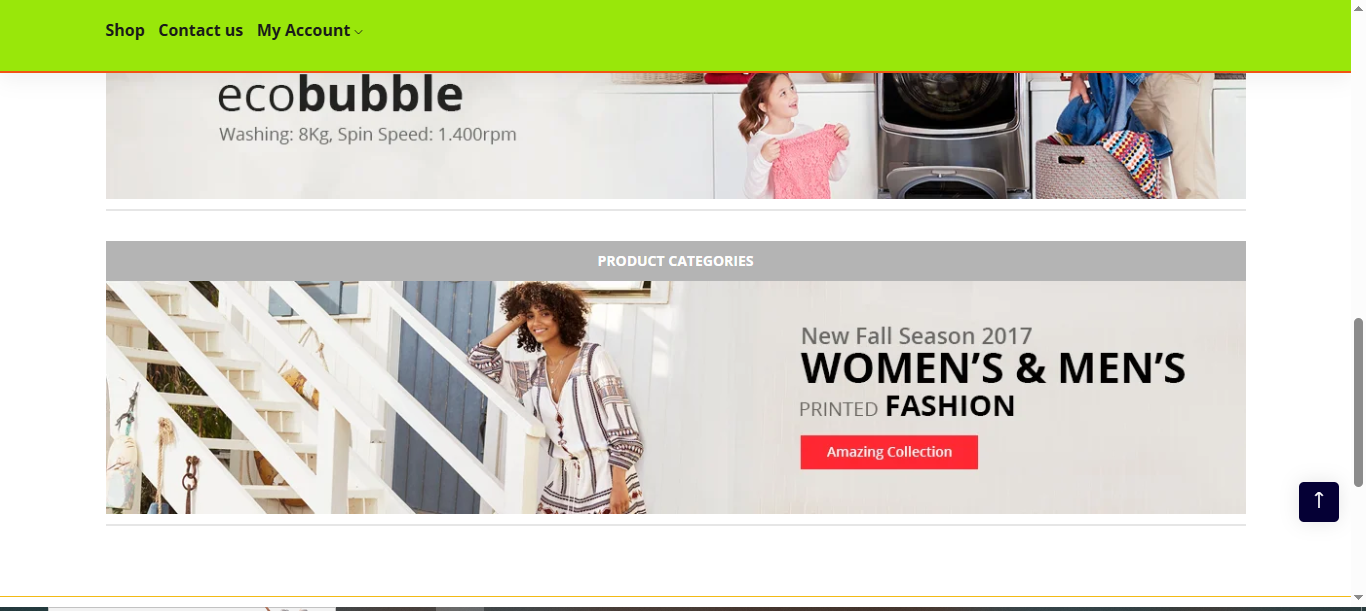 Shop Contact us My Account
ecobubble
Washing: 8Kg, Spin Speed: 1.400rpm
PRODUCT CATEGORIES
New Fall Season 2017
WOMEN’S & MEN’S
PRINTED FASHION
Amazing Collection